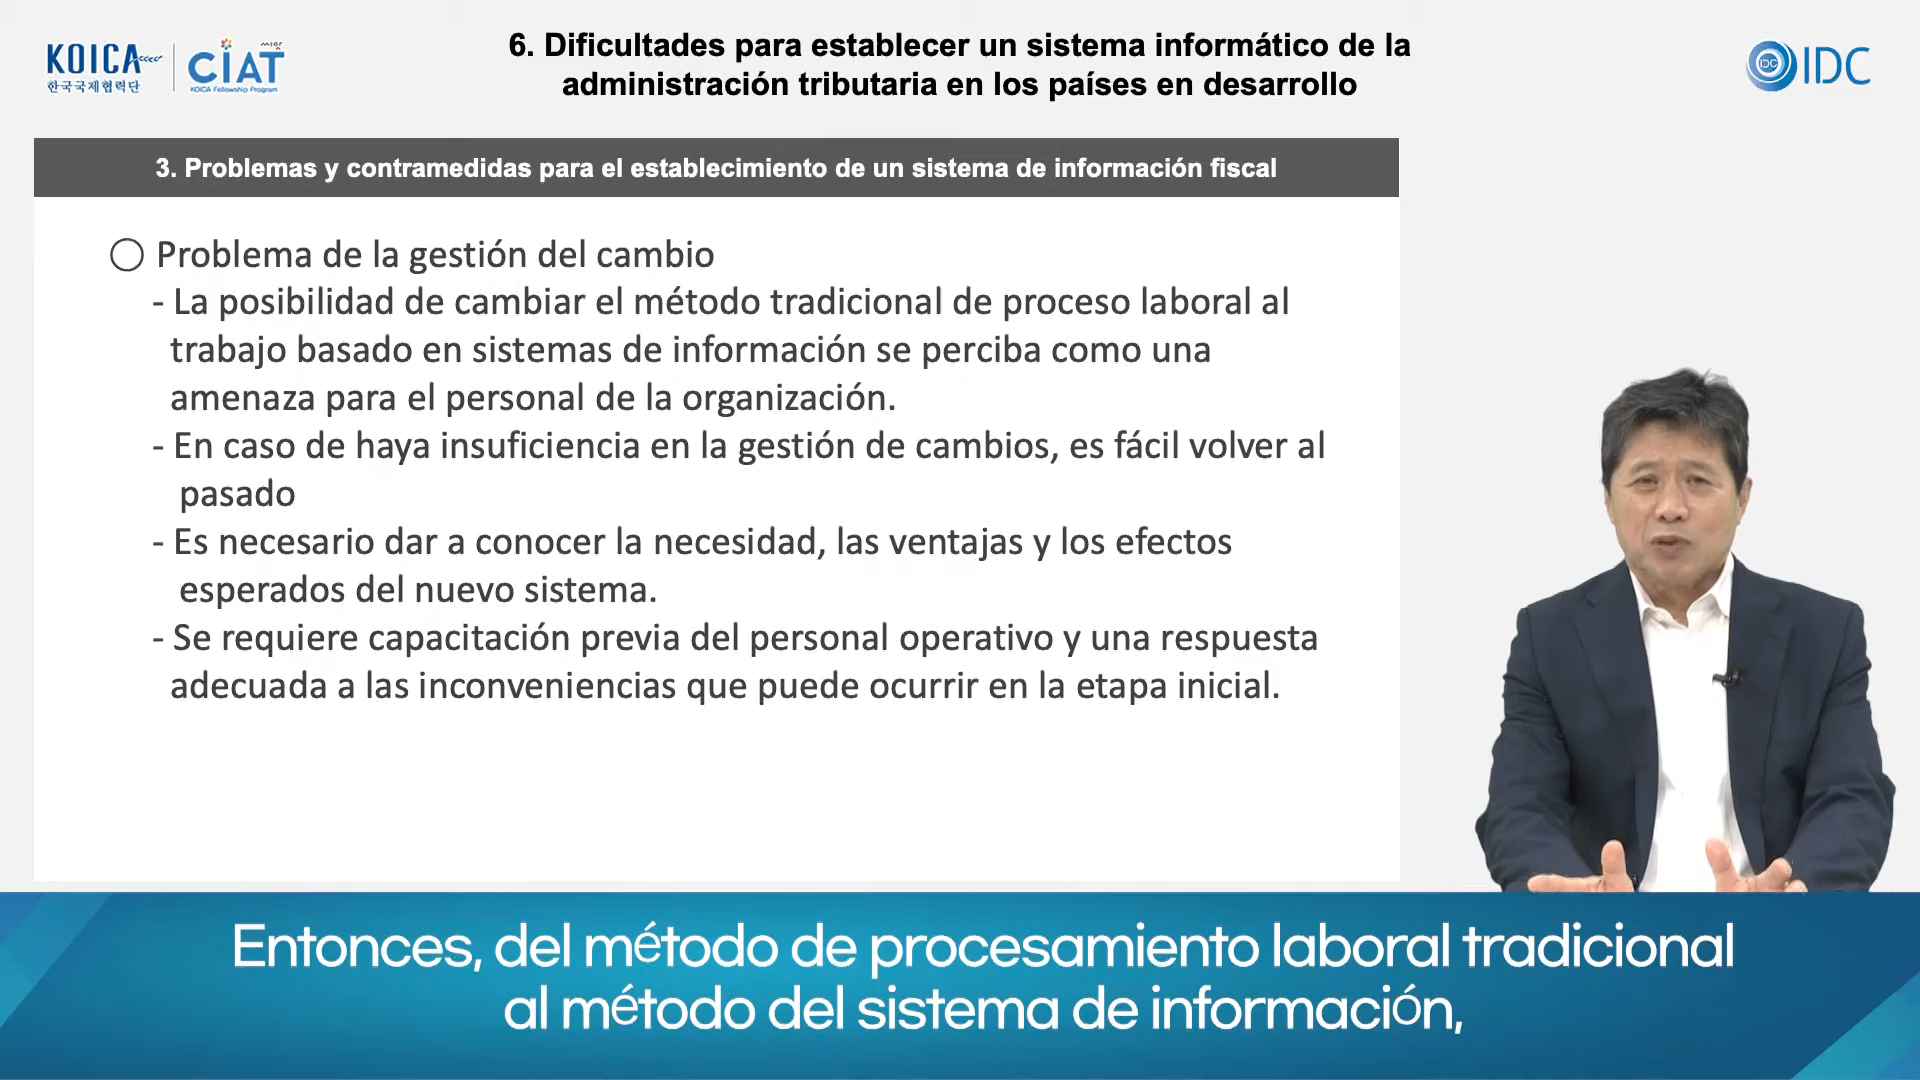 KOICA
한국국제협력단
CIAT
KOICA Fellowship Program
6. Dificultades para establecer un sistema informático de la
administración tributaria en los países en desarrollo
IDC
3. Problemas y contramedidas para el establecimiento de un sistema de información fiscal
○ Problema de la gestión del cambio
- La posibilidad de cambiar el método tradicional de proceso laboral al
trabajo basado en sistemas de información se perciba como una
amenaza para el personal de la organización.
- En caso de haya insuficiencia en la gestión de cambios, es fácil volver al
pasado
- Es necesario dar a conocer la necesidad, las ventajas y los efectos
esperados del nuevo sistema.
- Se requiere capacitación previa del personal operativo y una respuesta
adecuada a las inconveniencias que puede ocurrir en la etapa inicial.
Entonces, del método de procesamiento laboral tradicional
al método del sistema de información,